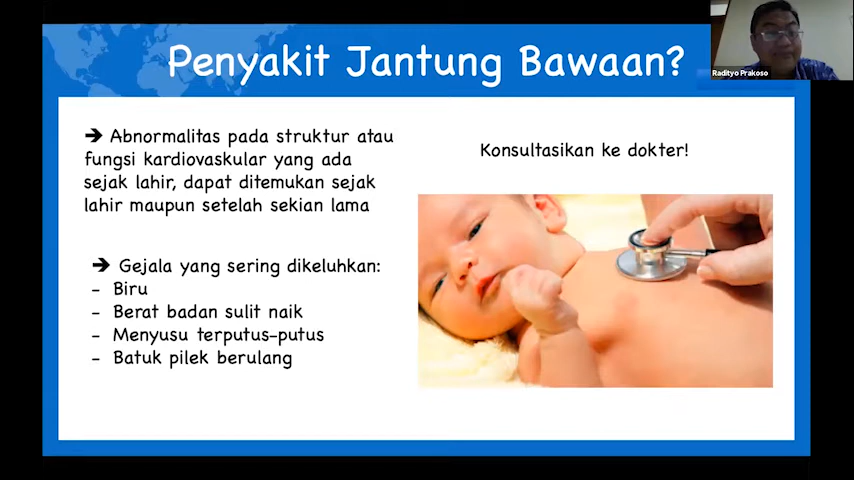 Penyakit Jantung Bawaan?
Radityo Prakoso
➔ Abnormalitas pada struktur atau
fungsi kardiovaskular yang ada
sejak lahir, dapat ditemukan sejak
lahir maupun setelah sekian lama
Konsultasikan ke dokter!
➔ Gejala yang sering dikeluhkan:
- Biru
- Berat badan sulit naik
- Menyusu terputus-putus
- Batuk pilek berulang